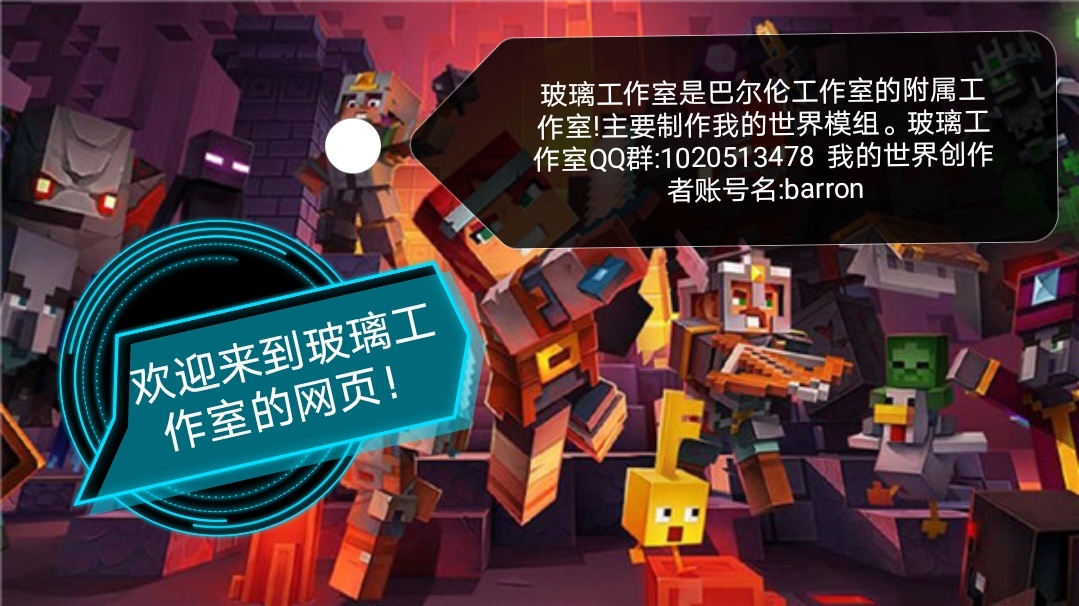 玻璃工作室是巴尔伦工作室的附属工
作室!主要制作我的世界模组。玻璃工
作室QQ群:1020513478 我的世界创作
者账号名:barron
欢迎来到玻璃工
作室的网页！